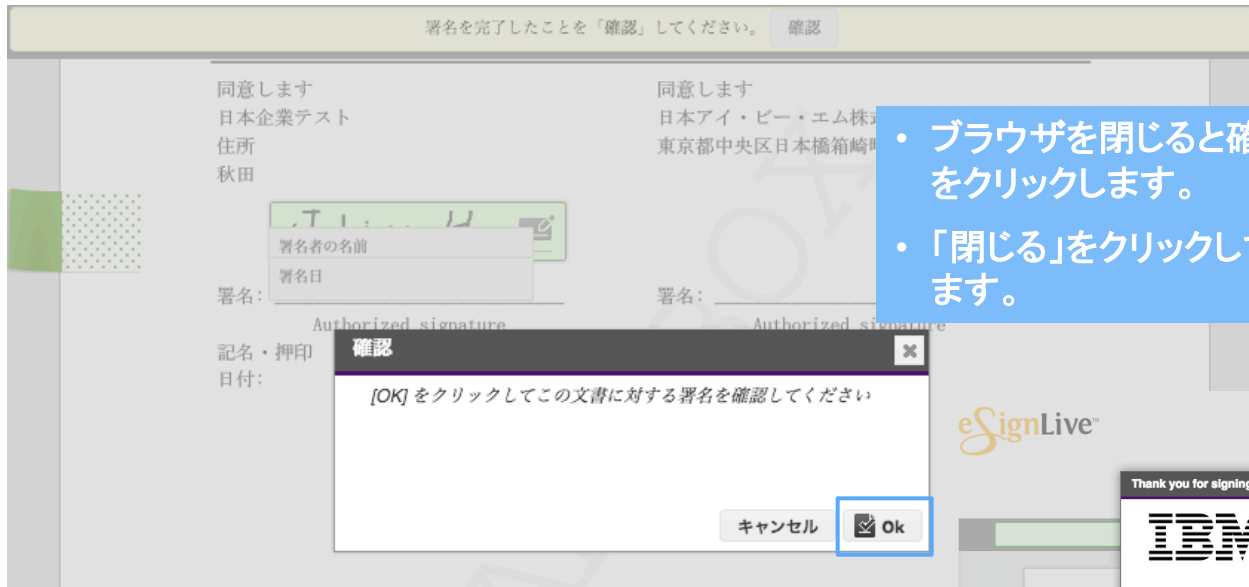 署名を完了したことを「確認」してください。 確認
同意します
日本企業テスト
住所
秋田
同意します
日本アイ・ビー・エム株
東京都中央区日本橋箱崎
• ブラウザを閉じると確
をクリックします。
• 「閉じる」をクリックして
ます。
署名者の名前
署名日
署名:
Authorized signature
記名・押印
日付:
署名:
Authorized signature
確認
[OK] をクリックしてこの文書に対する署名を確認してください
キャンセル
Ok
eSignLive™
Thank you for signing
IBM